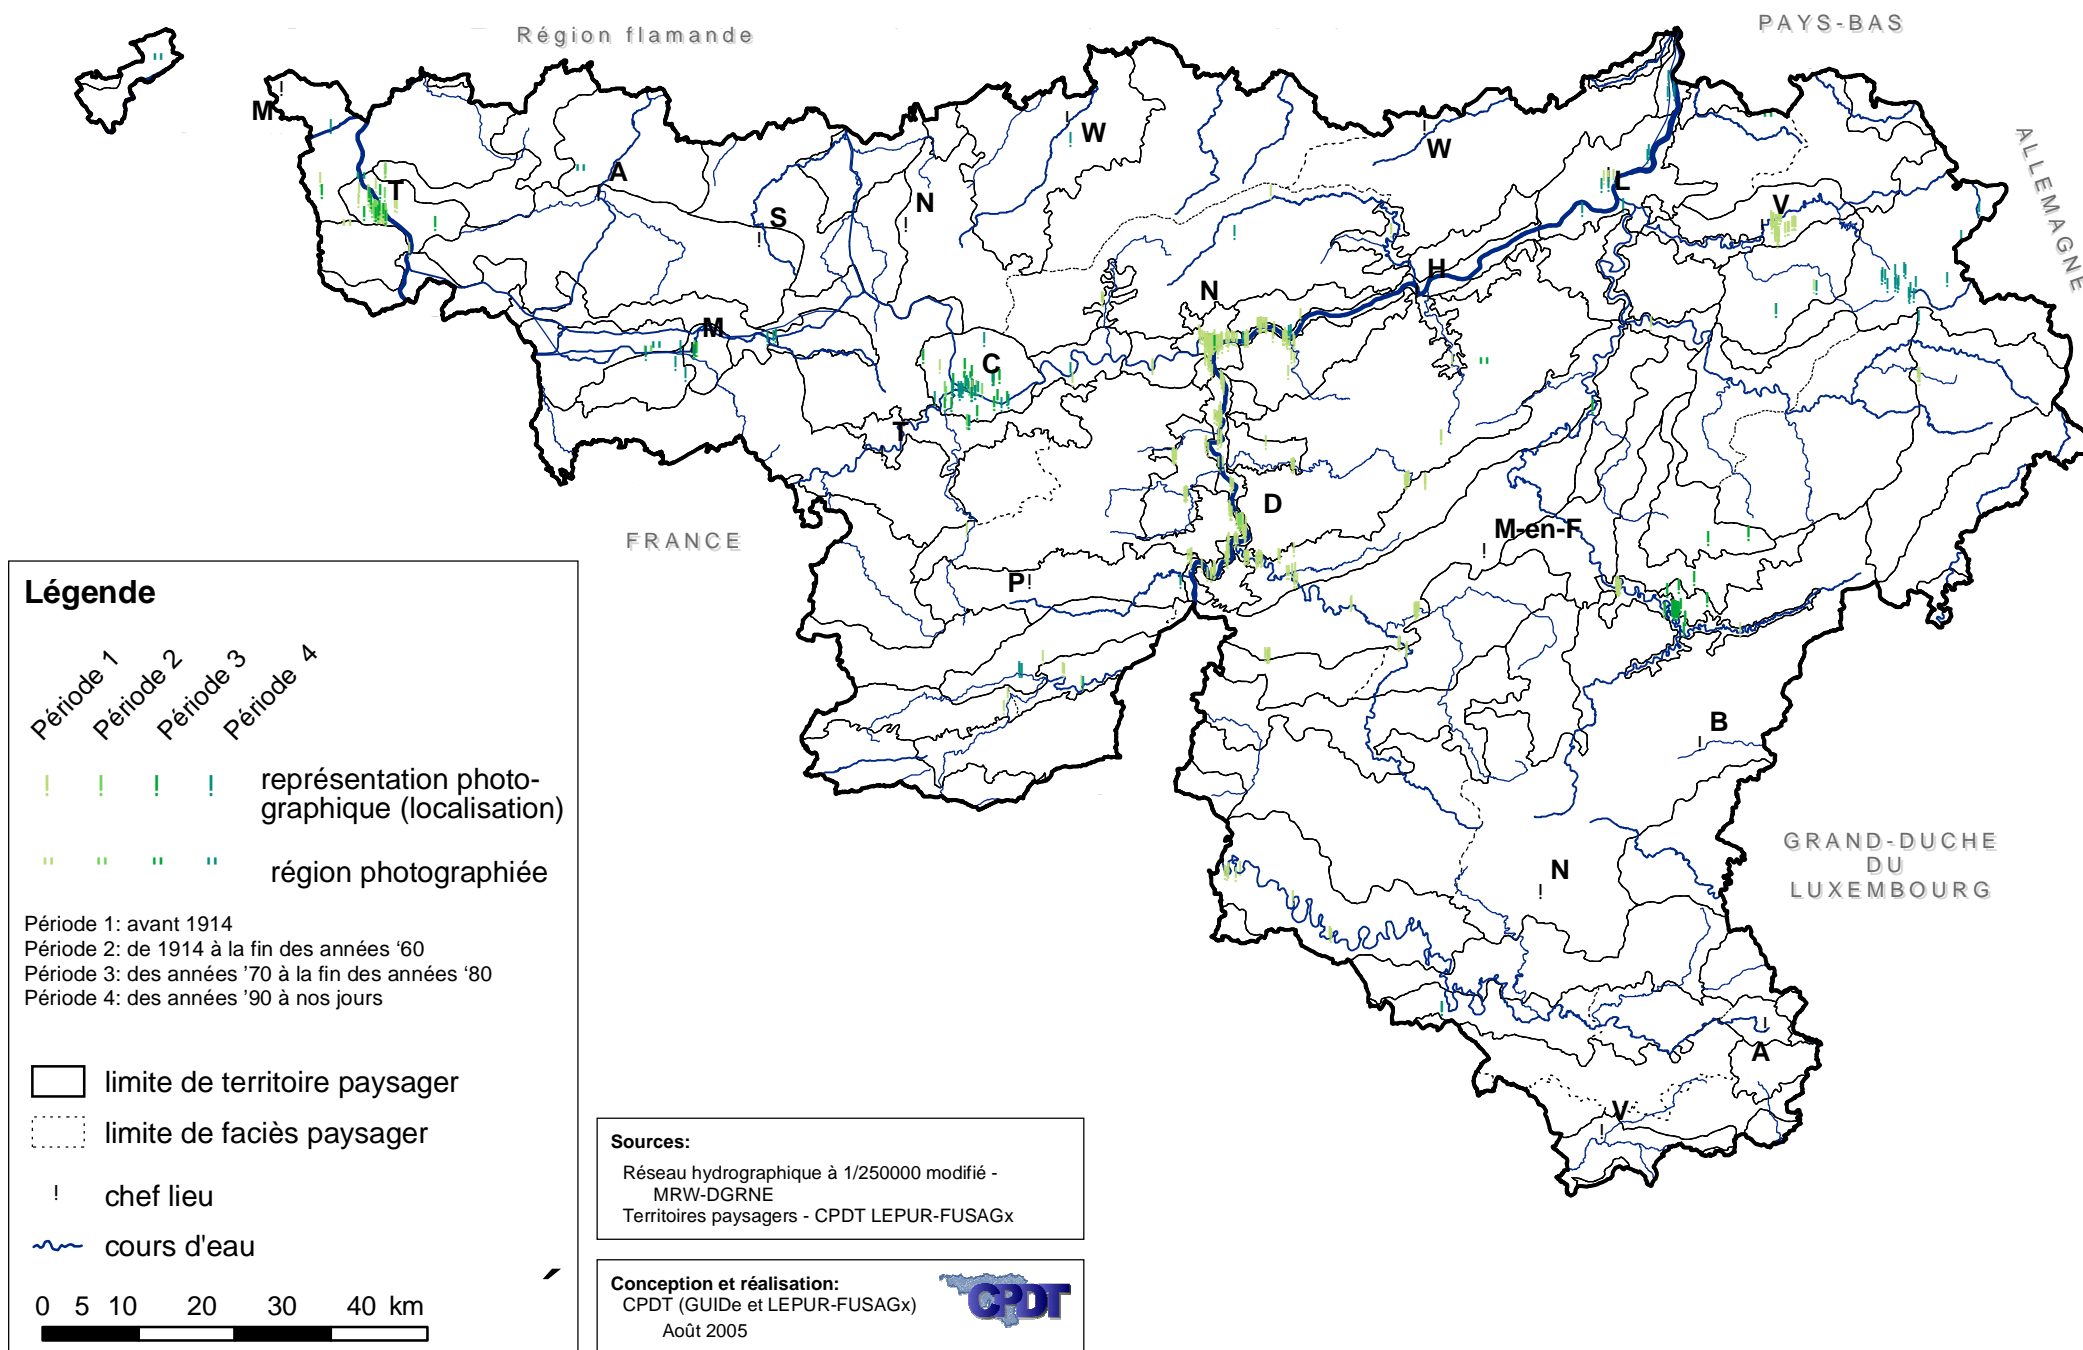 Région flamande
PAYS-BAS
ALLEMAGNE
M
W
W
A
T
L
N
V
S
H
N
M
C
T
D
FRANCE
M-en-F
P
B
GRAND-DUCHE
DU
LUXEMBOURG
N
A
V
Légende
Période 1
Période 2
Période 3
Période 4
représentation photo-
graphique (localisation)
région photographiée
Période 1: avant 1914
Période 2: de 1914 à la fin des années ‘60
Période 3: des années ’70 à la fin des années ‘80
Période 4: des années ’90 à nos jours
limite de territoire paysager
limite de faciès paysager
chef lieu
cours d'eau
0 5 10 20 30 40 km
Sources:
Réseau hydrographique à 1/250000 modifié -
MRW-DGRNE
Territoires paysagers - CPDT LEPUR-FUSAGx
Conception et réalisation:
CPDT (GUIDe et LEPUR-FUSAGx)
Août 2005
CPDT